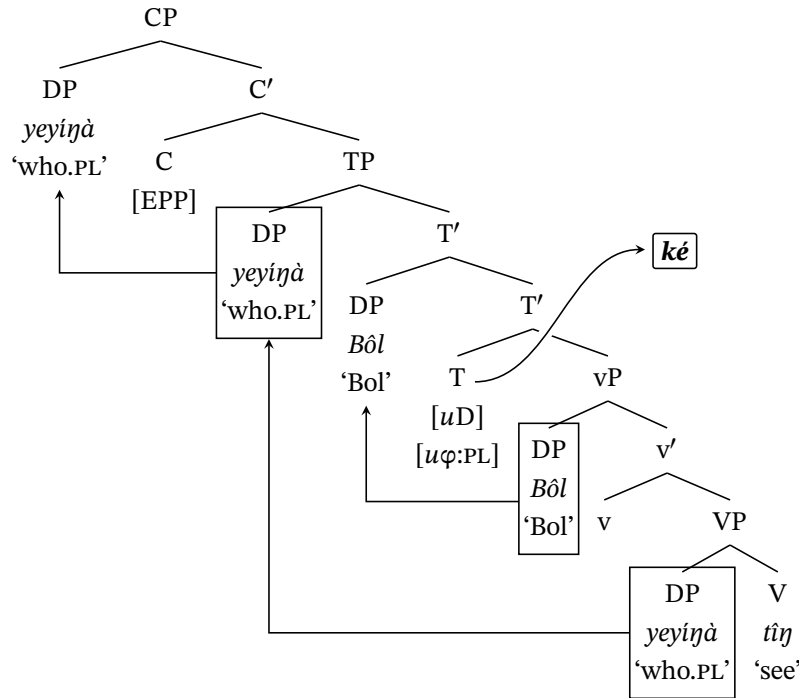 CP
DP C′
yeyíŋà
‘who.PL’
C TP
[EPP]
DP T′
yeyíŋà
‘who.PL’
ké
DP T′
Bôl
‘Bol’
T vP
[uD]
[uφ:PL]
DP v′
Bôl
‘Bol’
v VP
DP V
yeyíŋà tîŋ
‘who.PL’ ‘see’